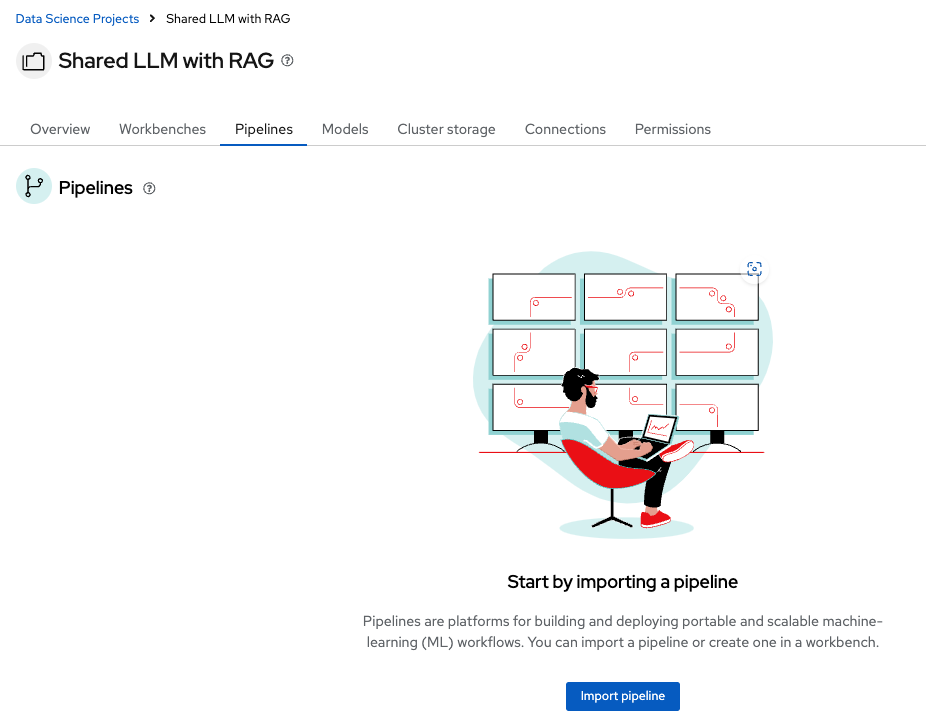 Data Science Projects > Shared LLM with RAG
Shared LLM with RAG
Overview Workbenches Pipelines Models Cluster storage Connections Permissions
Pipelines
Start by importing a pipeline
Pipelines are platforms for building and deploying portable and scalable machine-
learning (ML) workflows. You can import a pipeline or create one in a workbench.
Import pipeline